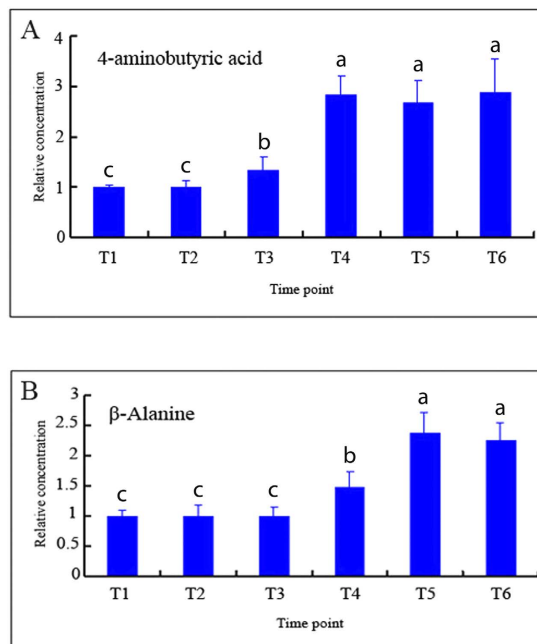 A
4-aminobutyric acid
Relative concentration
4
3
2
1
0
c c b a a a
T1 T2 T3 T4 T5 T6
Time point
B
β-Alanine
Relative concentration
3
2.5
2
1.5
1
0.5
0
c c c b a a
T1 T2 T3 T4 T5 T6
Time point